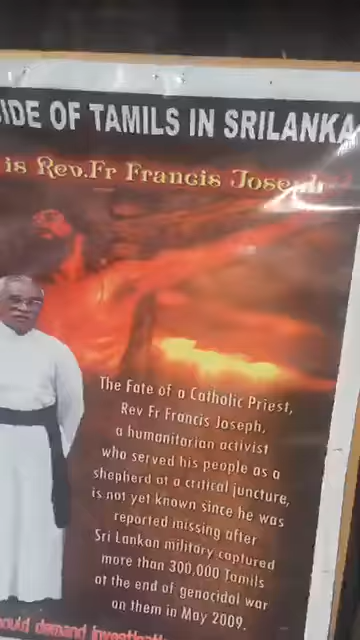 IDE OF TAMILS IN SRILANKA
is Rev.Fr Francis Joseph
The Fate of a Catholic Priest,
Rev Fr Francis Joseph,
a humanitarian activist
who served his people as a
shepherd at a critical juncture,
is not yet known since he was
reported missing after
Sri Lankan military captured
more than 300,000 Tamils
at the end of genocidal war
on them in May 2009.
ould demand investigati